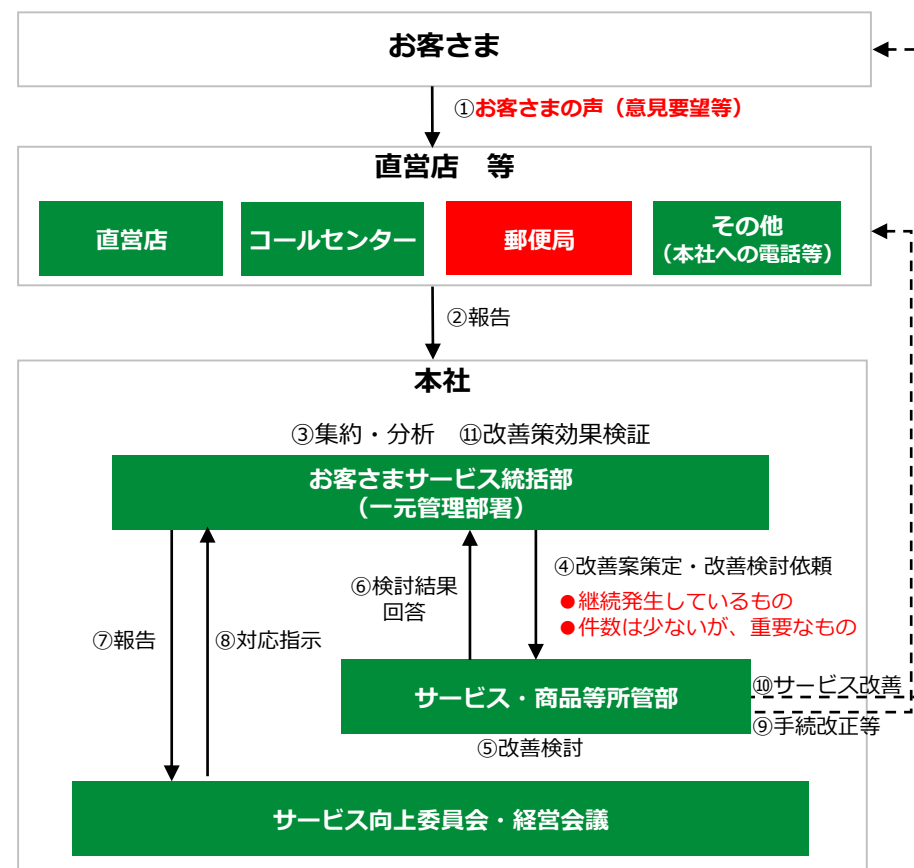 お客さま
①お客さまの声（意見要望等）
直営店　等
直営店
コールセンター
郵便局
その他
（本社への電話等）
②報告
本社
③集約・分析　⑪改善策効果検証
お客さまサービス統括部
（一元管理部署）
④改善案策定・改善検討依頼
●継続発生しているもの
●件数は少ないが、重要なもの
⑥検討結果
回答
⑦報告
⑧対応指示
サービス・商品等所管部
⑩サービス改善
⑨手続改正等
⑤改善検討
サービス向上委員会・経営会議